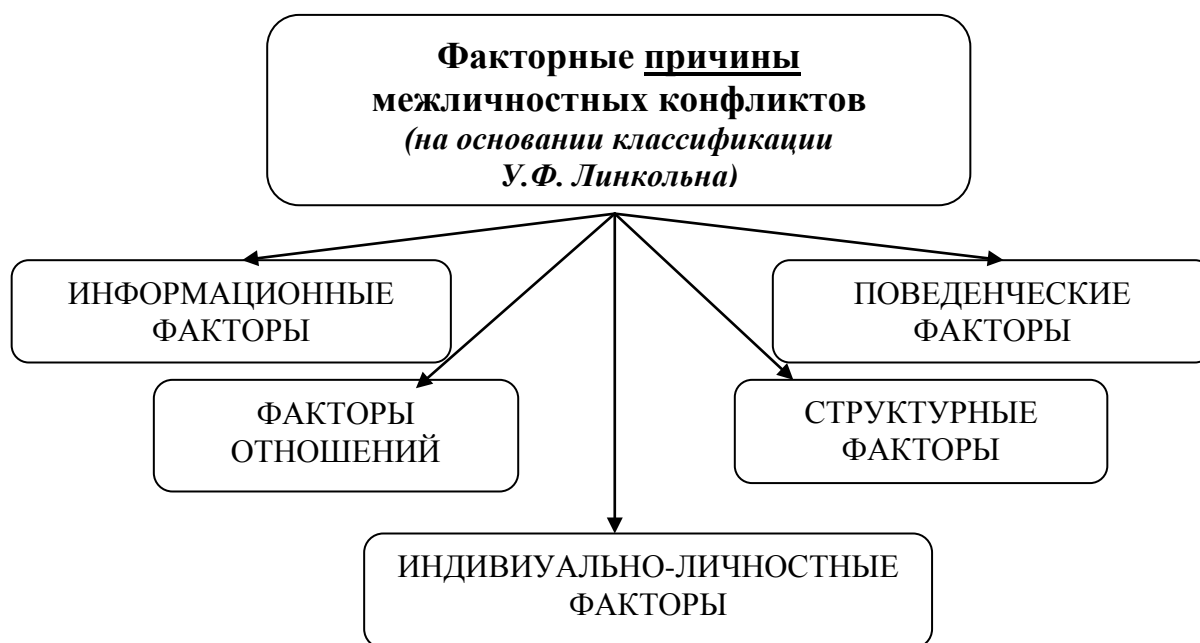 Факторные причины
межличностных конфликтов
(на основании классификации
У.Ф. Линкольна)
ИНФОРМАЦИОННЫЕ
ФАКТОРЫ
ПОВЕДЕНЧЕСКИЕ
ФАКТОРЫ
ФАКТОРЫ
ОТНОШЕНИЙ
СТРУКТУРНЫЕ
ФАКТОРЫ
ИНДИВИУАЛЬНО-ЛИЧНОСТНЫЕ
ФАКТОРЫ